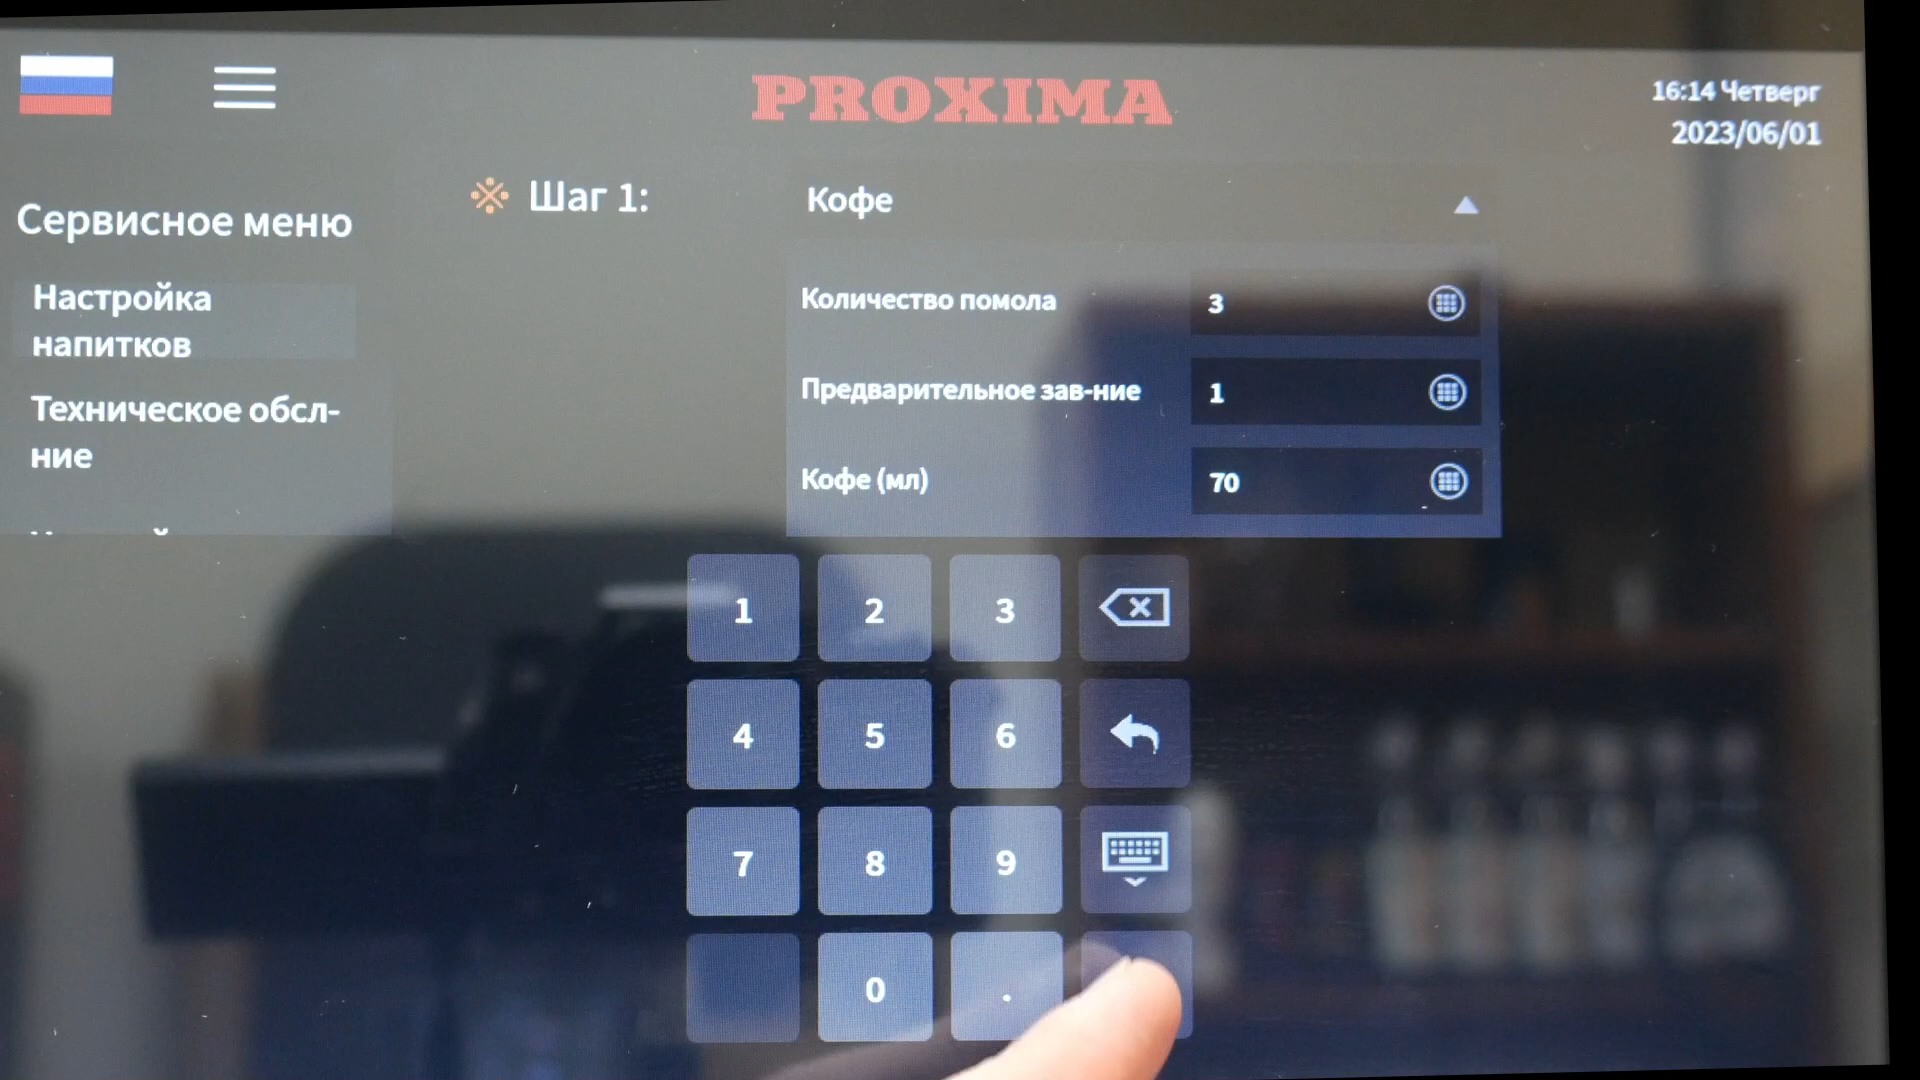 PROXIMA
16:14 Четверг
2023/06/01
Сервисное меню
Настройка
напитков
Техническое обсл-
ние
※ Шаг 1:
Кофе
Количество помола
3
Предварительное зав-ние
1
Кофе (мл)
70
1 2 3
4 5 6
7 8 9
0 .